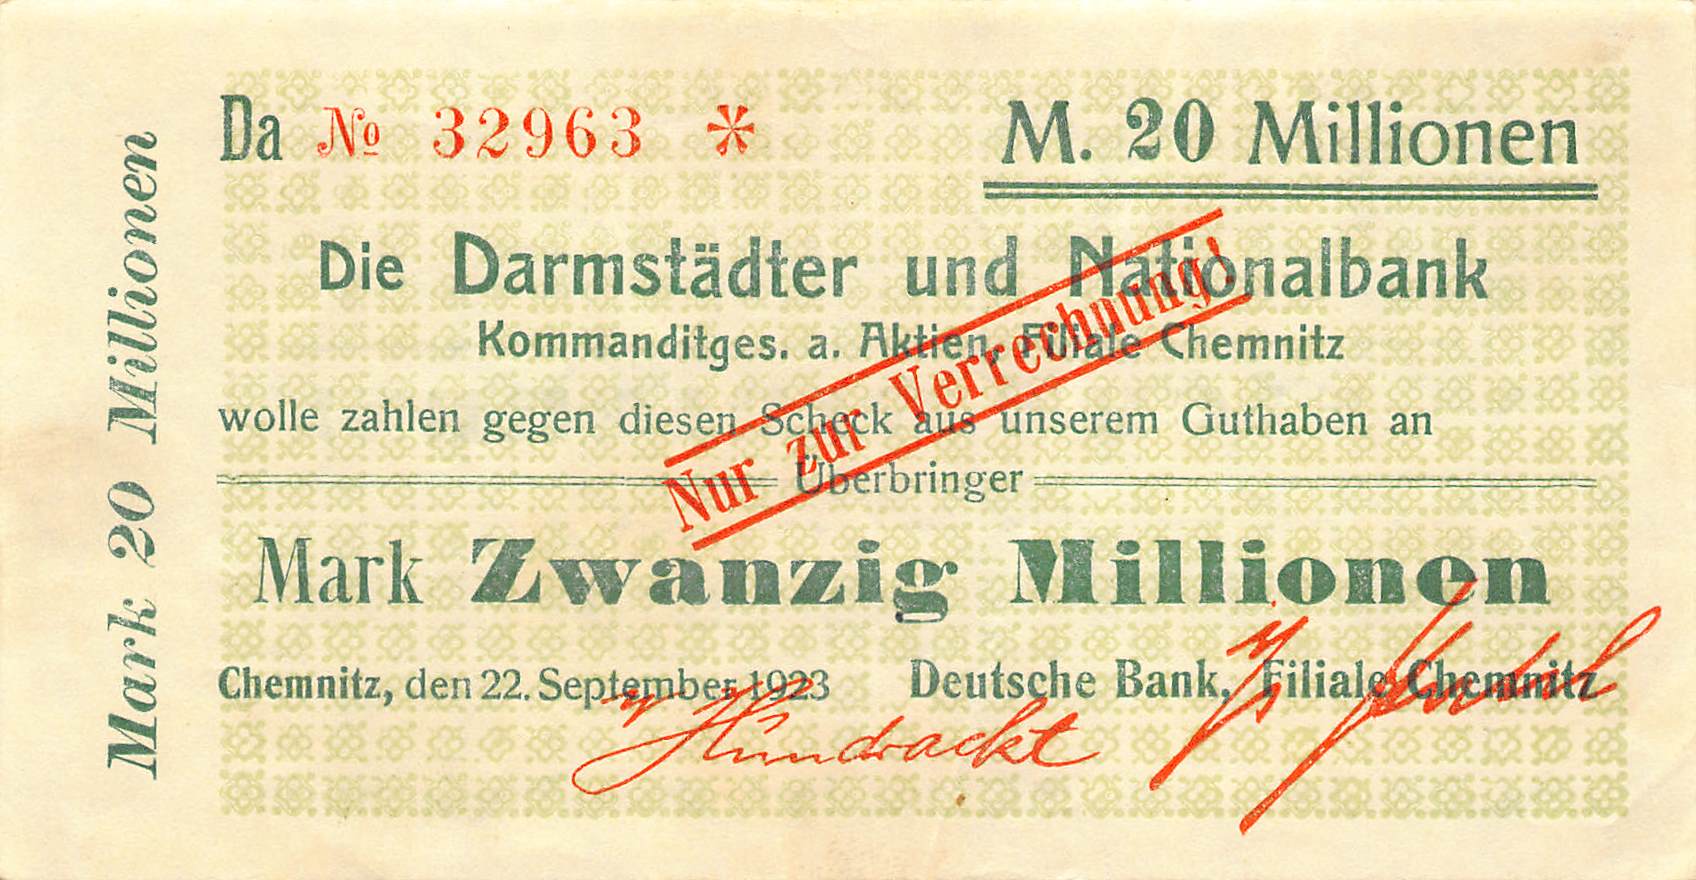 Mark 20 Millionen
Da № 32963 *
M. 20 Millionen
Die Darmstädter und Nationalbank
Kommanditges. a. Aktien, Filiale Chemnitz
wolle zahlen gegen diesen Scheck aus unserem Guthaben an
Überbringer
Nur zur Verrechnung!
Mark Zwanzig Millionen
Chemnitz, den 22. September 1923
Deutsche Bank, Filiale Chemnitz